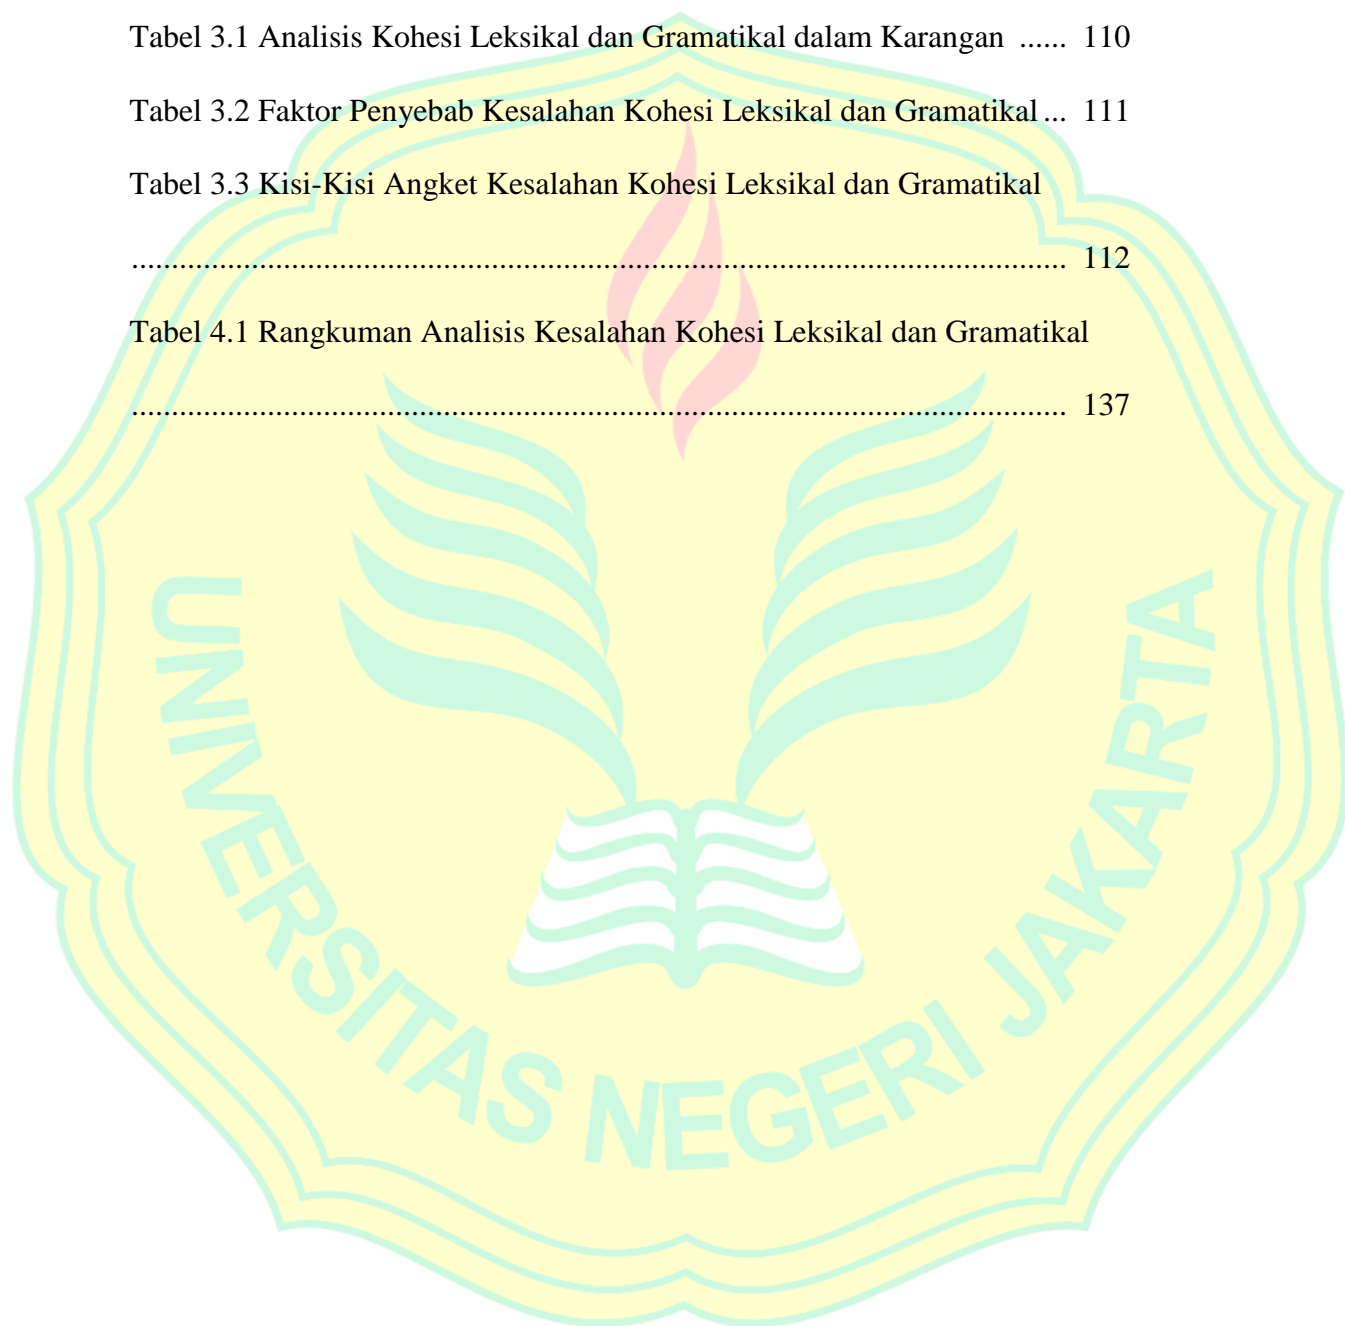 Tabel 3.1 Analisis Kohesi Leksikal dan Gramatikal dalam Karangan ...... 110
Tabel 3.2 Faktor Penyebab Kesalahan Kohesi Leksikal dan Gramatikal ... 111
Tabel 3.3 Kisi-Kisi Angket Kesalahan Kohesi Leksikal dan Gramatikal
..................................................................................................................... 112
Tabel 4.1 Rangkuman Analisis Kesalahan Kohesi Leksikal dan Gramatikal
..................................................................................................................... 137
UNIVERSITAS NEGERI JAKARTA